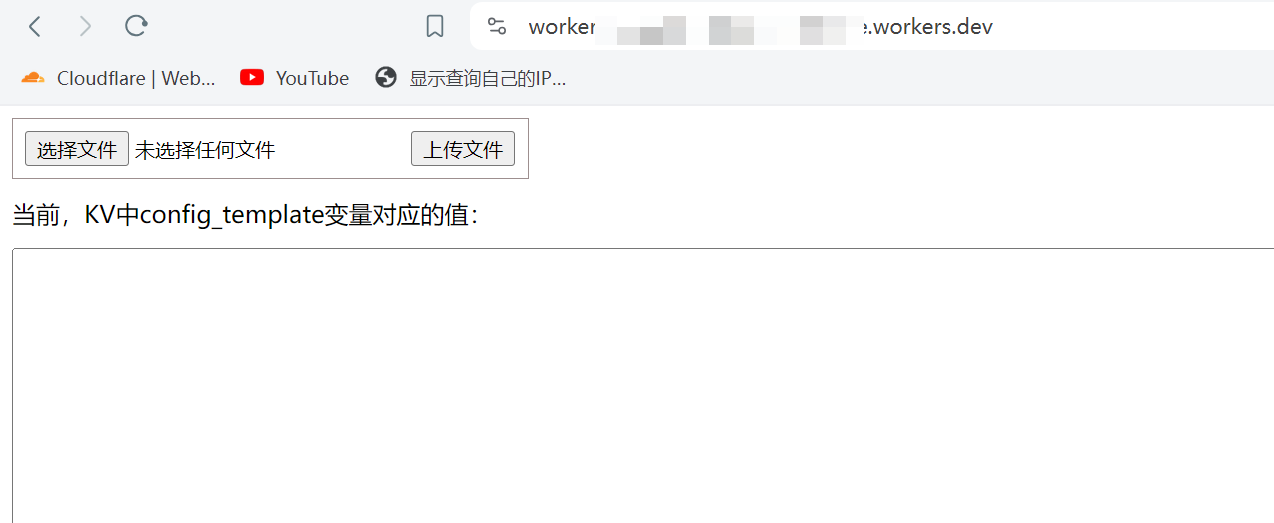 worker
e.workers.dev
Cloudflare | Web...
YouTube
显示查询自己的IP...
选择文件 未选择任何文件 上传文件
当前，KV中config_template变量对应的值：